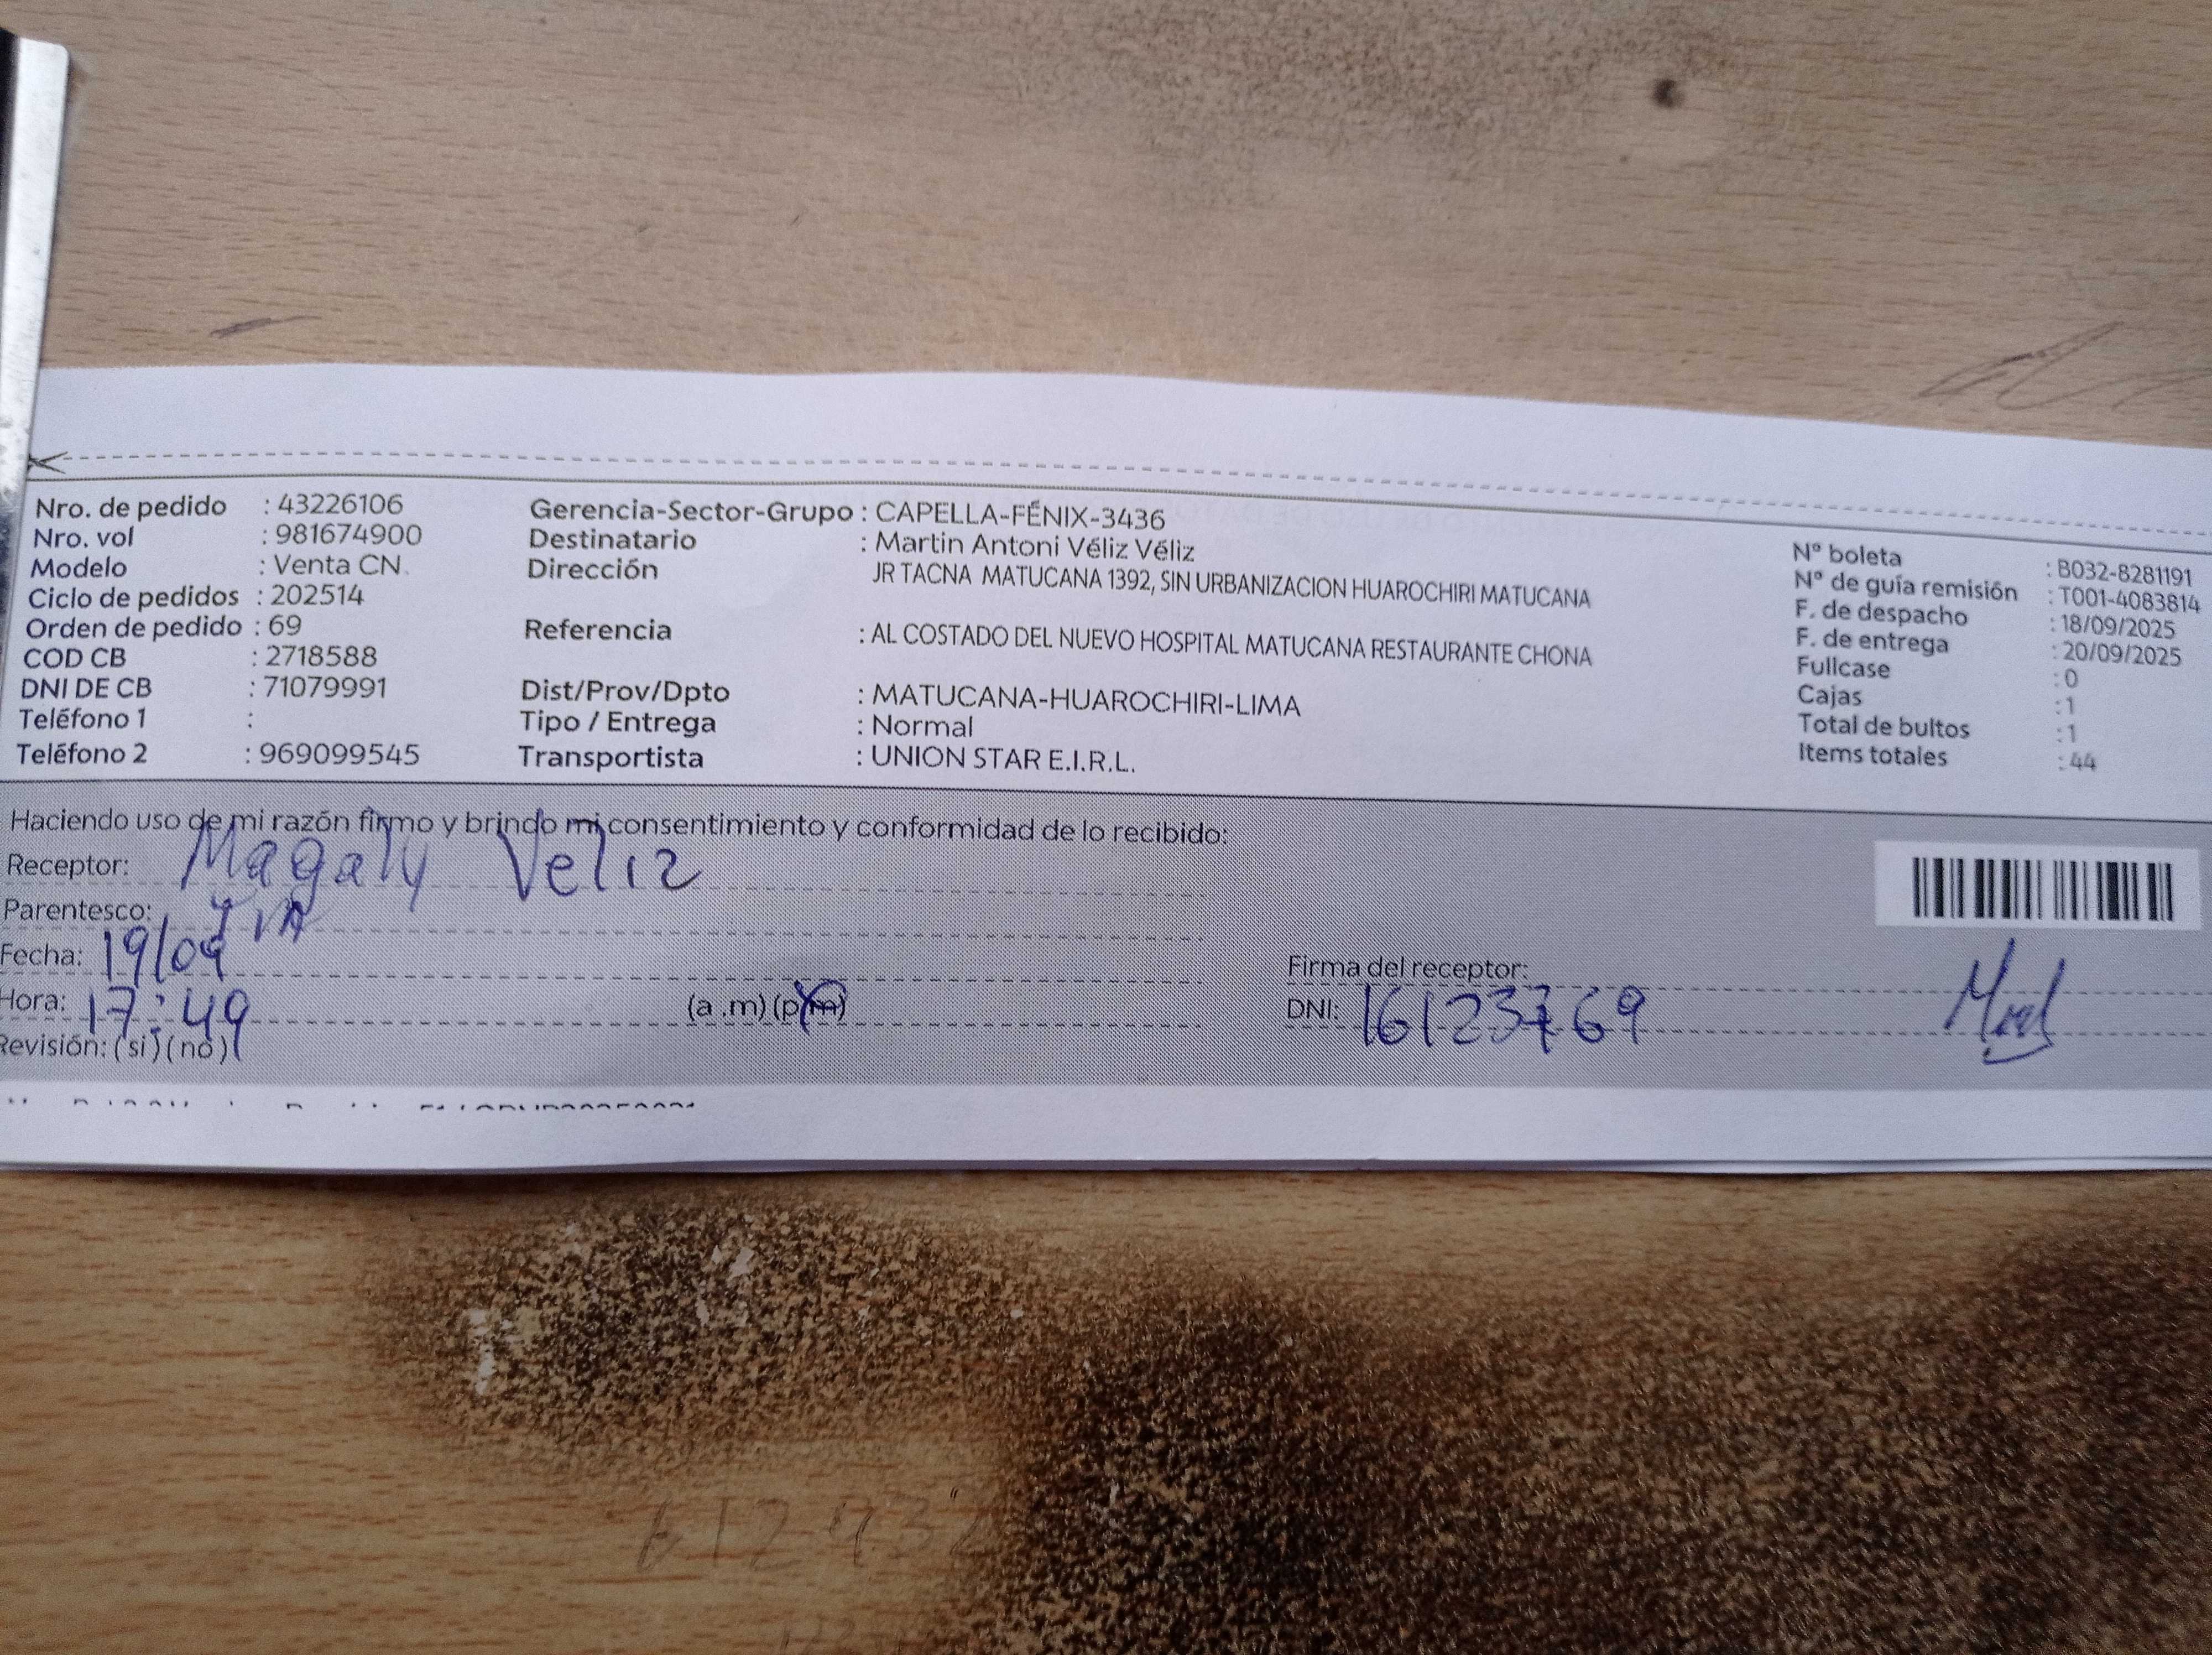 Nro. de pedido : 43226106
Nro. vol : 981674900
Modelo : Venta CN.
Ciclo de pedidos : 202514
Orden de pedido : 69
COD CB : 2718588
DNI DE CB : 71079991
Teléfono 1 :
Teléfono 2 : 969099545
Gerencia-Sector-Grupo : CAPELLA-FÉNIX-3436
Destinatario : Martin Antoni Véliz Véliz
Dirección JR TACNA MATUCANA 1392, SIN URBANIZACION HUAROCHIRI MATUCANA
Referencia : AL COSTADO DEL NUEVO HOSPITAL MATUCANA RESTAURANTE CHONA
Dist/Prov/Dpto : MATUCANA-HUAROCHIRI-LIMA
Tipo / Entrega : Normal
Transportista : UNION STAR E.I.R.L.
N° boleta : B032-8281191
N° de guía remisión : T001-4083814
F. de despacho : 18/09/2025
F. de entrega : 20/09/2025
Fullcase : 0
Cajas : 1
Total de bultos : 1
Items totales : 44
Haciendo uso de mi razón firmo y brindo mi consentimiento y conformidad de lo recibido:
Receptor: Magaly Veliz
Parentesco:
Fecha: 19/09
Hora: 17:49 (a .m) (p.m)
Revisión: (si) (no)
Firma del receptor:
DNI: 16123769